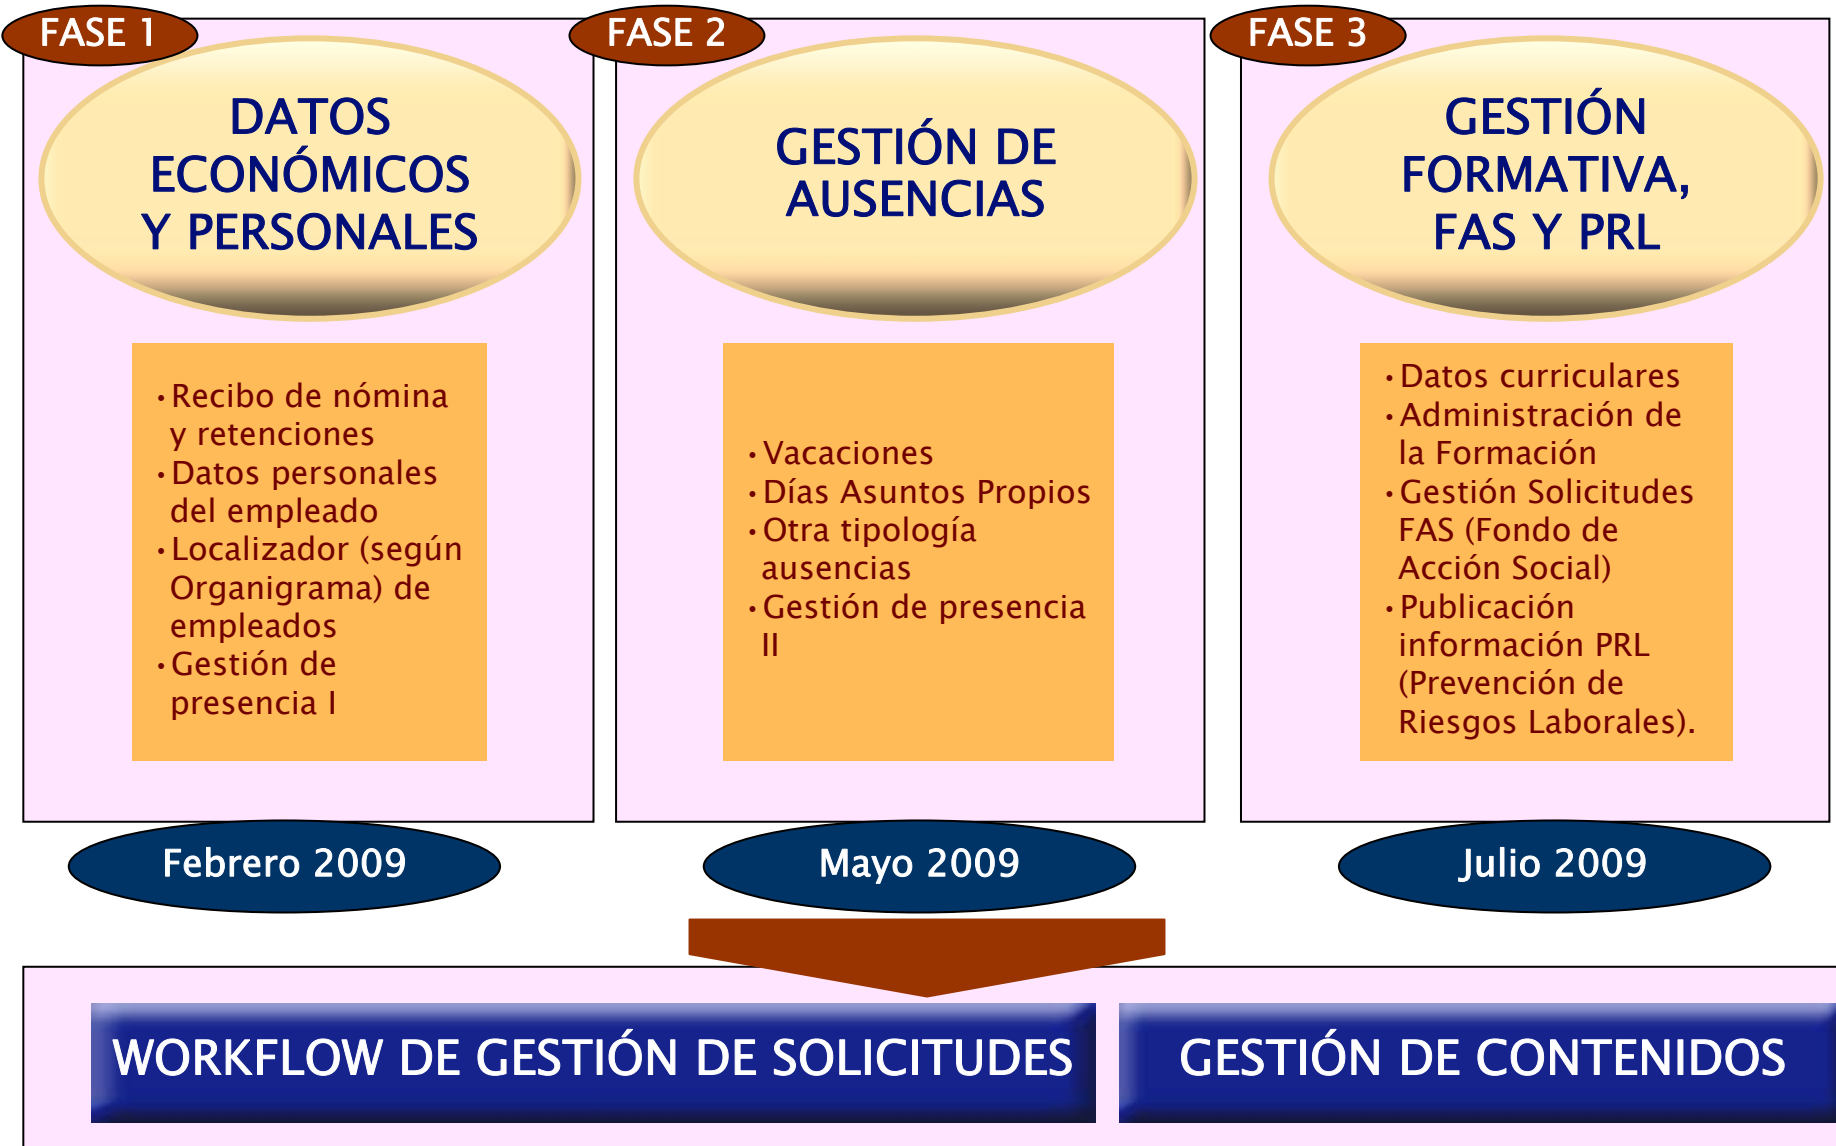 FASE 1
DATOS
ECONÓMICOS
Y PERSONALES
•Recibo de nómina
y retenciones
•Datos personales
del empleado
•Localizador (según
Organigrama) de
empleados
•Gestión de
presencia I
Febrero 2009
FASE 2
GESTIÓN DE
AUSENCIAS
•Vacaciones
•Días Asuntos Propios
•Otra tipología
ausencias
•Gestión de presencia
II
Mayo 2009
FASE 3
GESTIÓN
FORMATIVA,
FAS Y PRL
•Datos curriculares
•Administración de
la Formación
•Gestión Solicitudes
FAS (Fondo de
Acción Social)
•Publicación
información PRL
(Prevención de
Riesgos Laborales).
Julio 2009
WORKFLOW DE GESTIÓN DE SOLICITUDES
GESTIÓN DE CONTENIDOS